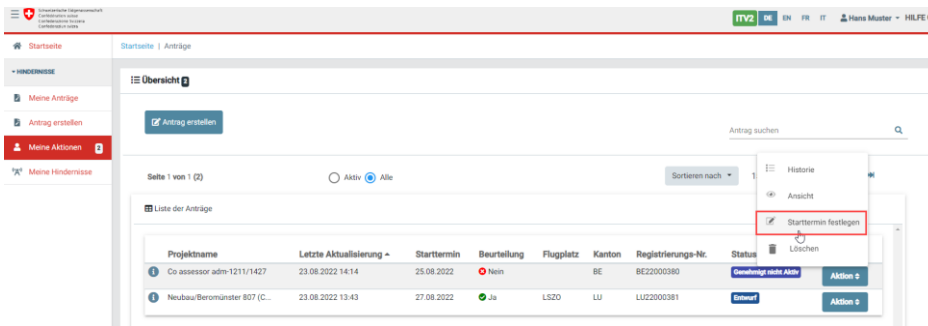 Schweizerische Eidgenossenschaft
Confédération suisse
Confederazione Svizzera
Confederaziun svizra
ITV2 DE EN FR IT Hans Muster HILFE
Startseite
Startseite | Anträge
HINDERNISSE
Übersicht 2
Meine Anträge
Antrag erstellen
Antrag erstellen
Antrag suchen
Meine Aktionen 2
Meine Hindernisse
Seite 1 von 1 (2)
Aktiv Alle
Sortieren nach
Historie
Ansicht
Starttermin festlegen
Löschen
Liste der Anträge
Projektname Letzte Aktualisierung Starttermin Beurteilung Flugplatz Kanton Registrierungs-Nr. Status
Co assessor adm-1211/1427 23.08.2022 14:14 25.08.2022 Nein BE BE22000380 Genehmigt nicht Aktiv Aktion
Neubau/Beromünster 807 (C... 23.08.2022 13:43 27.08.2022 Ja LSZO LU LU22000381 Entwurf Aktion